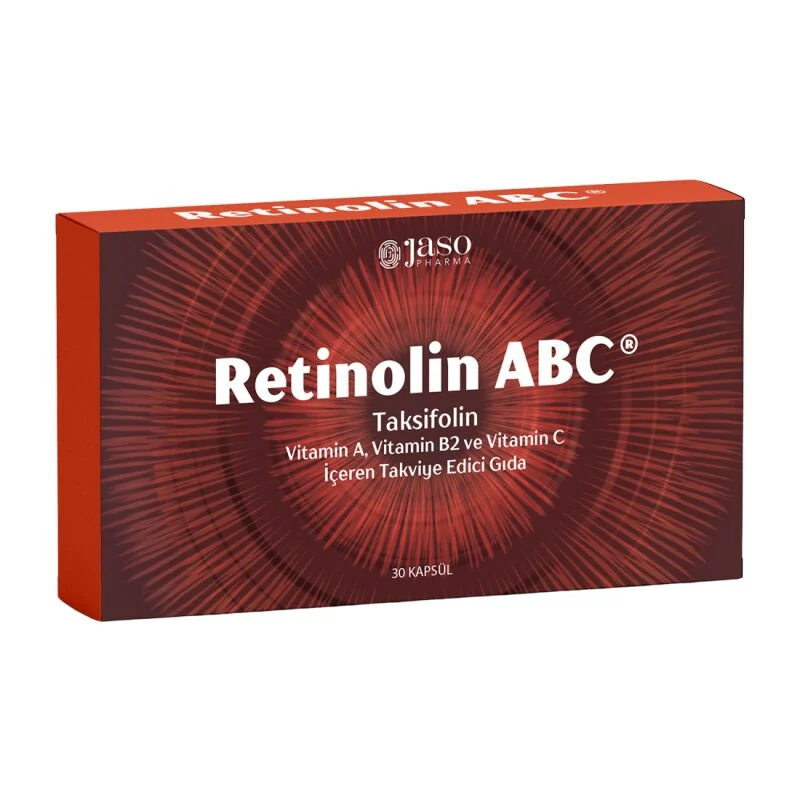 Retinolin ABC®
jaso
PHARMA
Retinolin ABC®
Taksifolin
Vitamin A, Vitamin B2 ve Vitamin C
İçeren Takviye Edici Gıda
30 KAPSÜL